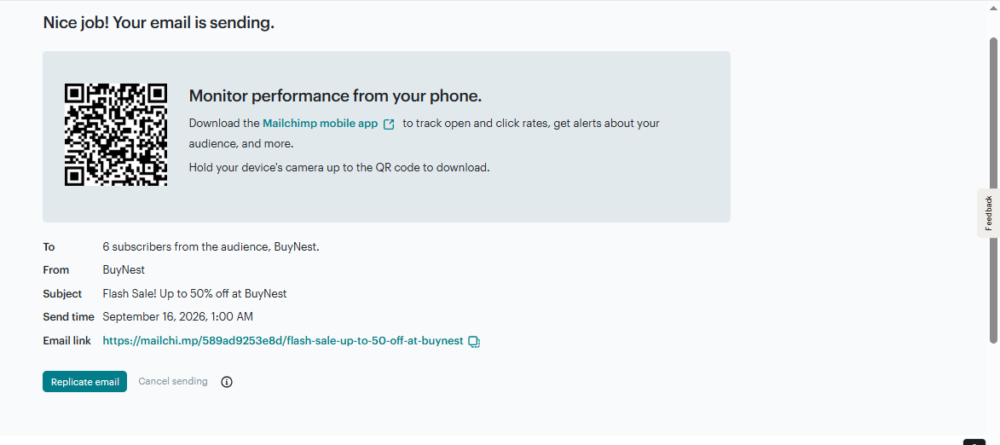 Nice job! Your email is sending.
Monitor performance from your phone.
Download the Mailchimp mobile app to track open and click rates, get alerts about your
audience, and more.
Hold your device's camera up to the QR code to download.
To 6 subscribers from the audience, BuyNest.
From BuyNest
Subject Flash Sale! Up to 50% off at BuyNest
Send time September 16, 2026, 1:00 AM
Email link https://mailchi.mp/589ad9253e8d/flash-sale-up-to-50-off-at-buynest
Replicate email Cancel sending
Feedback